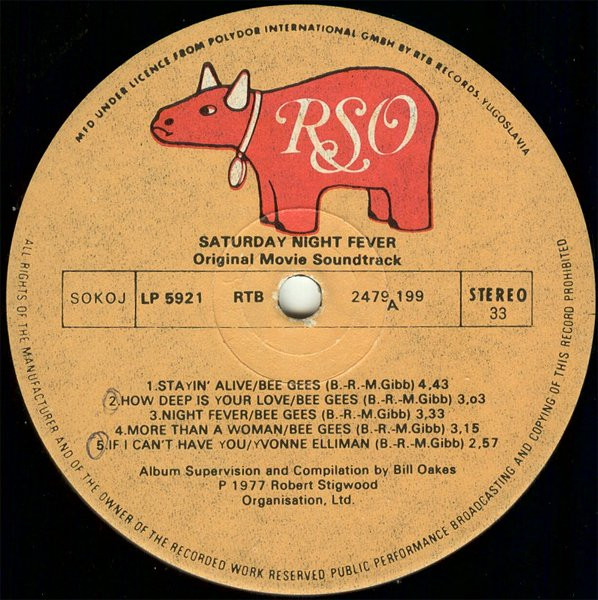 MFD UNDER LICENCE FROM POLYDOR INTERNATIONAL GMBH BY RTB RECORDS, YUGOSLAVIA
RSO
SATURDAY NIGHT FEVER
Original Movie Soundtrack
SOKOJ LP 5921 RTB 2479 199 STEREO
A 33
1.STAYIN' ALIVE/BEE GEES (B.-R.-M.Gibb) 4,43
2.HOW DEEP IS YOUR LOVE/BEE GEES (B.-R.-M.Gibb) 3,o3
3.NIGHT FEVER/BEE GEES (B.-R.-M.Gibb) 3,33
4.MORE THAN A WOMAN/BEE GEES (B.-R.-M.Gibb) 3,15
5.IF I CAN'T HAVE YOU/YVONNE ELLIMAN (B.-R.-M.Gibb) 2,57
Album Supervision and Compilation by Bill Oakes
P 1977 Robert Stigwood
Organisation, Ltd.
ALL RIGHTS OF THE MANUFACTURER AND OF THE OWNER OF THE RECORDED WORK RESERVED PUBLIC PERFORMANCE BROADCASTING AND COPYING OF THIS RECORD PROHIBITED